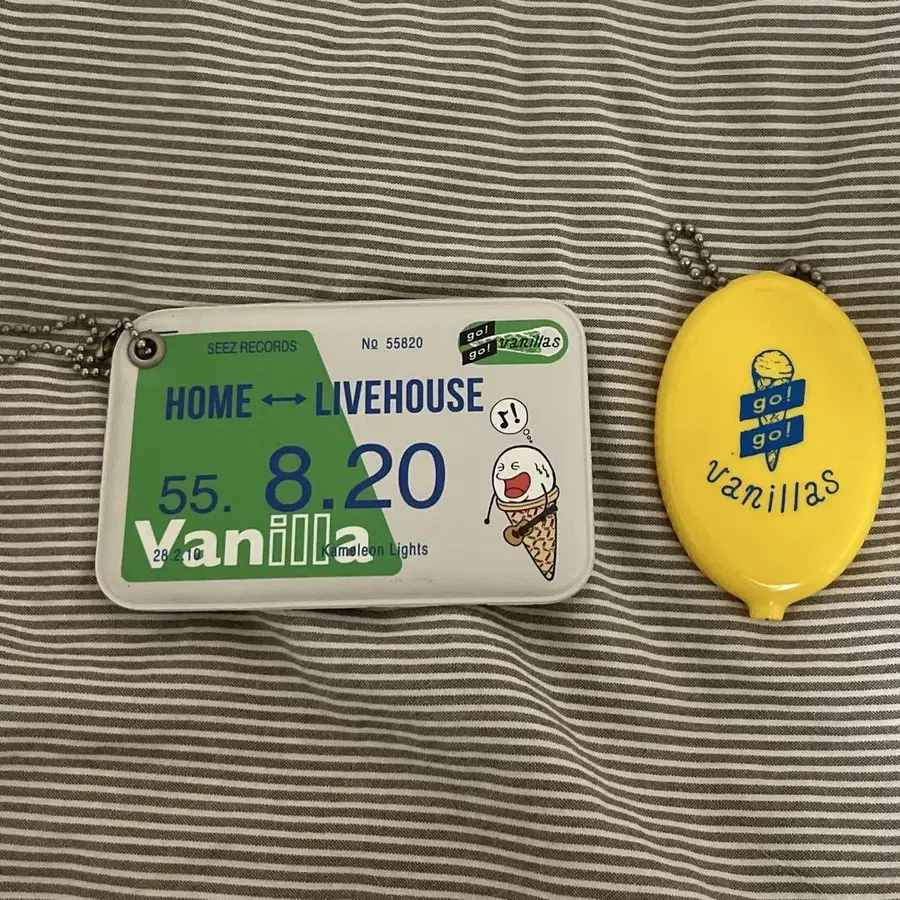 SEEZ RECORDS
No 55820
go!
go!
vanillas
HOME ↔ LIVEHOUSE
55. 8.20
Vanilla
28.2.10
Kameleon Lights
go!
go!
vanillas